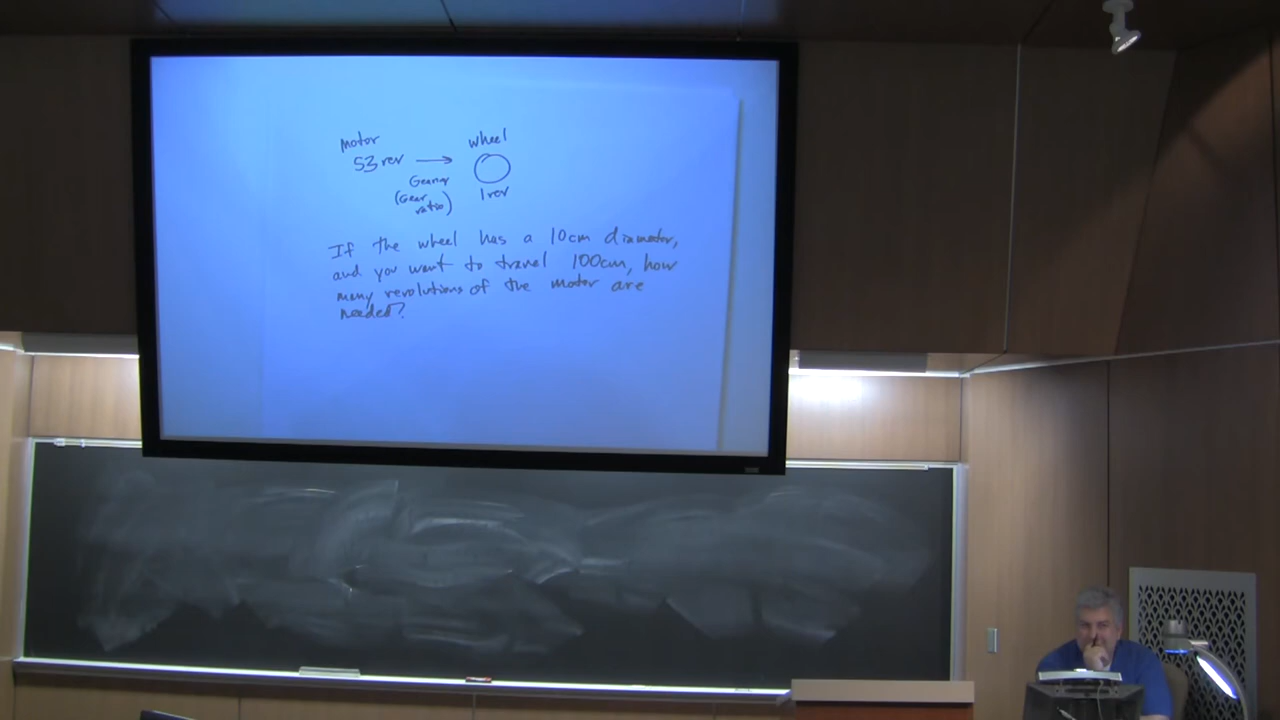 motor
wheel
53 rev
Gearing
(Gear
ratio)
1 rev
If the wheel has a 10cm diameter,
and you want to travel 100cm, how
many revolutions of the motor are
needed?